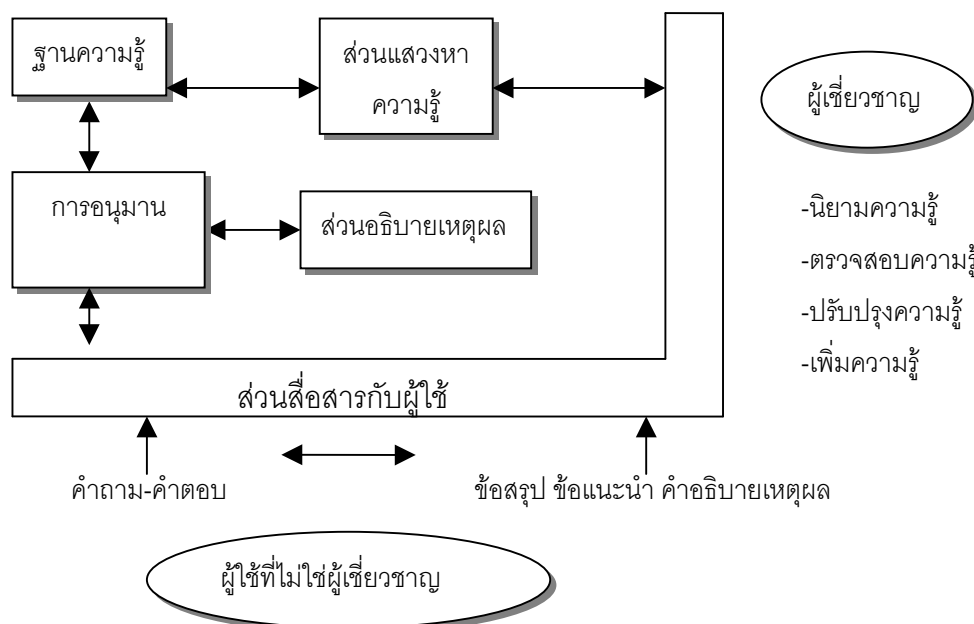 ฐานความรู้
ส่วนแสวงหา
ความรู้
ผู้เชี่ยวชาญ
การอนุมาน
ส่วนอธิบายเหตุผล
-นิยามความรู้
-ตรวจสอบความรู้
-ปรับปรุงความรู้
-เพิ่มความรู้
ส่วนสื่อสารกับผู้ใช้
คำถาม-คำตอบ
ข้อสรุป ข้อแนะนำ คำอธิบายเหตุผล
ผู้ใช้ที่ไม่ใช่ผู้เชี่ยวชาญ